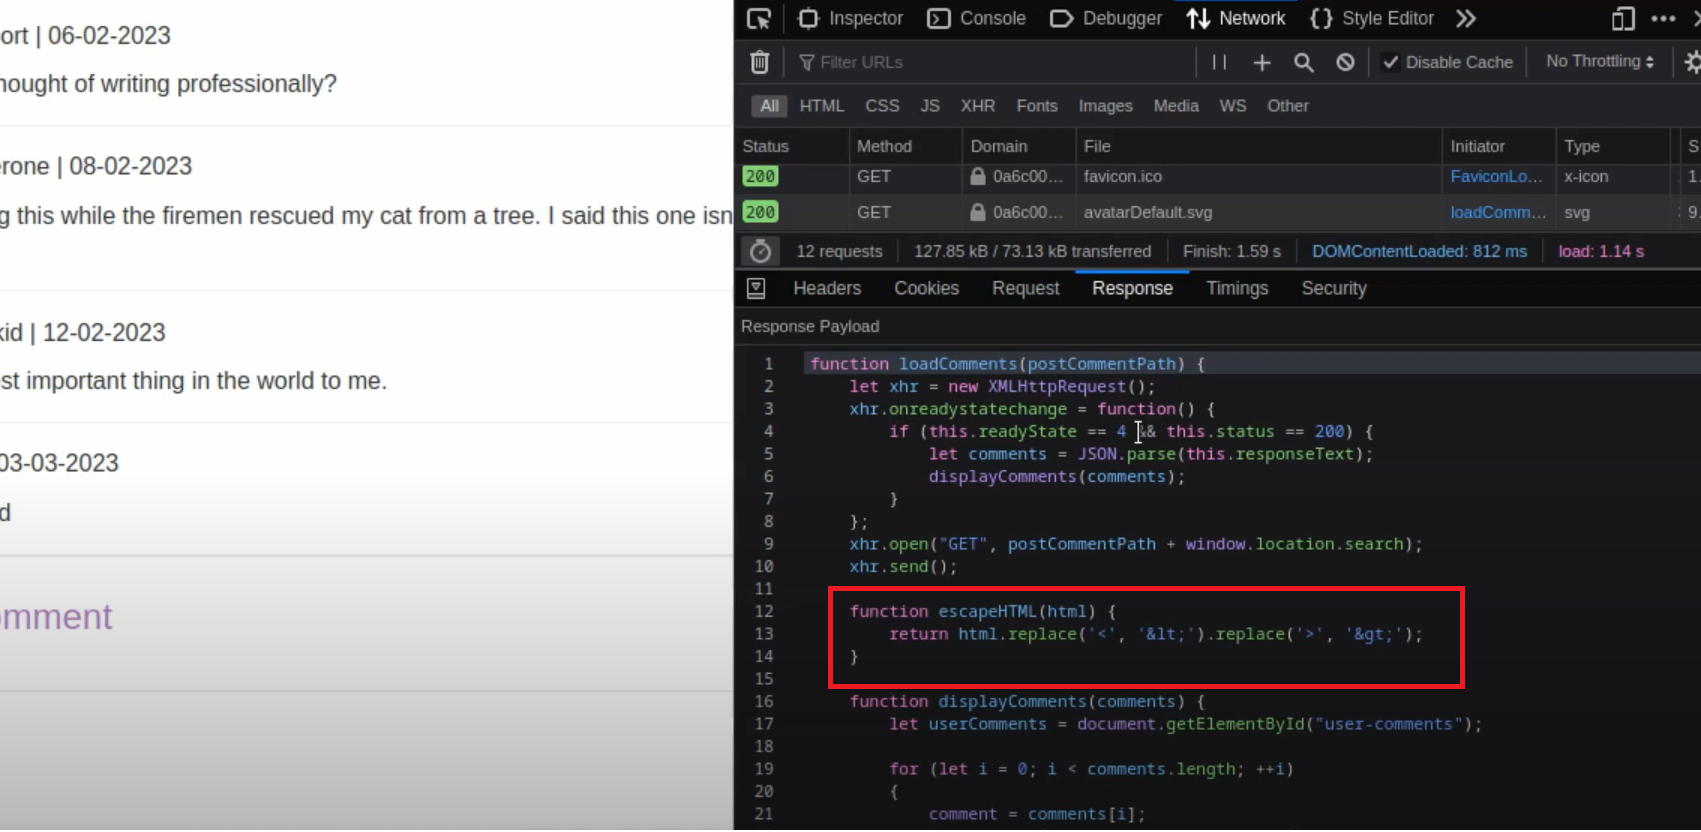 ort | 06-02-2023
nought of writing professionally?
erone | 08-02-2023
g this while the firemen rescued my cat from a tree. I said this one isn
kid | 12-02-2023
st important thing in the world to me.
03-03-2023
d
omment
Inspector Console Debugger Network Style Editor
Filter URLs Disable Cache No Throttling
All HTML CSS JS XHR Fonts Images Media WS Other
Status Method Domain File Initiator Type S
200 GET 0a6c00... favicon.ico FaviconLo... x-icon 1.
200 GET 0a6c00... avatarDefault.svg loadComm... svg 9.
12 requests 127.85 kB / 73.13 kB transferred Finish: 1.59 s DOMContentLoaded: 812 ms load: 1.14 s
Headers Cookies Request Response Timings Security
Response Payload
1 function loadComments(postCommentPath) {
2 let xhr = new XMLHttpRequest();
3 xhr.onreadystatechange = function() {
4 if (this.readyState == 4 && this.status == 200) {
5 let comments = JSON.parse(this.responseText);
6 displayComments(comments);
7 }
8 };
9 xhr.open("GET", postCommentPath + window.location.search);
10 xhr.send();
11
12 function escapeHTML(html) {
13 return html.replace('<', '&lt;').replace('>', '&gt;');
14 }
15
16 function displayComments(comments) {
17 let userComments = document.getElementById("user-comments");
18
19 for (let i = 0; i < comments.length; ++i)
20 {
21 comment = comments[i];